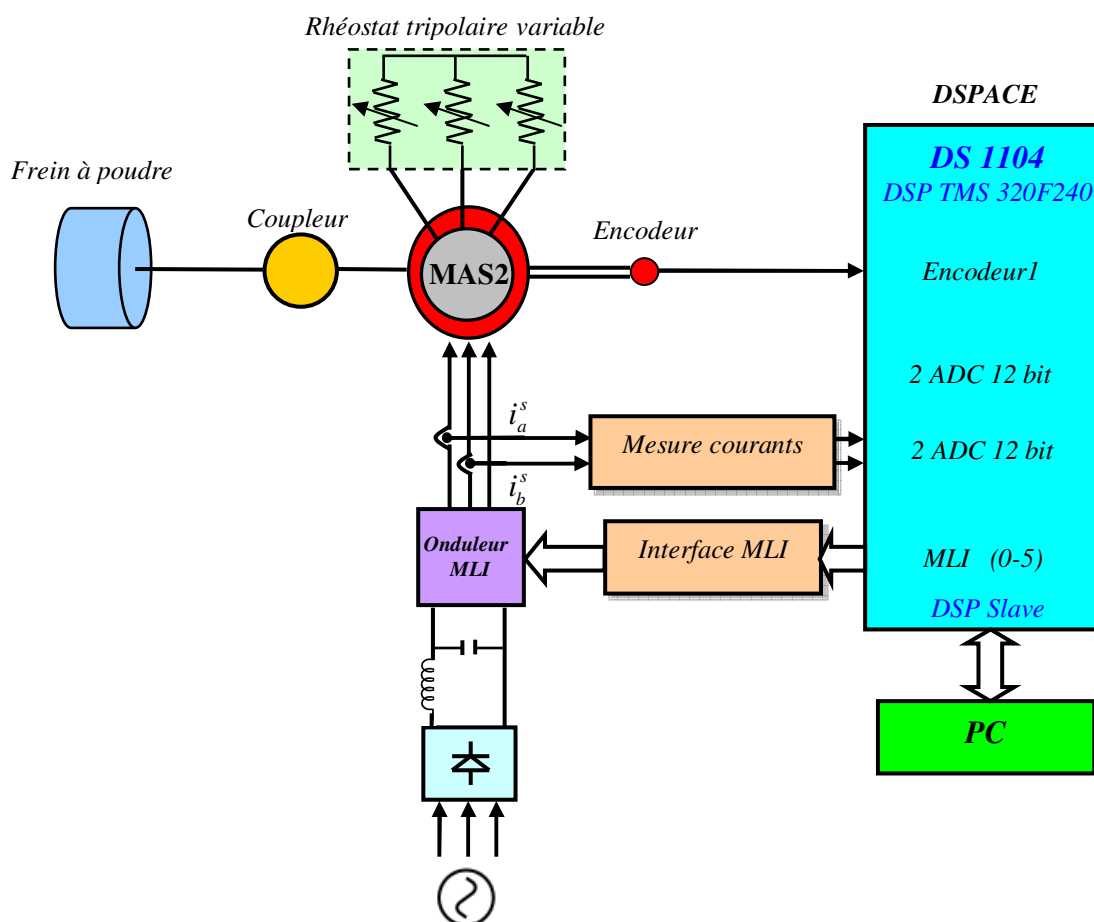 Rhéostat tripolaire variable
DSPACE
DS 1104
DSP TMS 320F240
Frein à poudre
Coupleur
MAS2
Encodeur
Encodeur1
2 ADC 12 bit
i_a^s
Mesure courants
2 ADC 12 bit
i_b^s
Onduleur
MLI
Interface MLI
MLI (0-5)
DSP Slave
PC